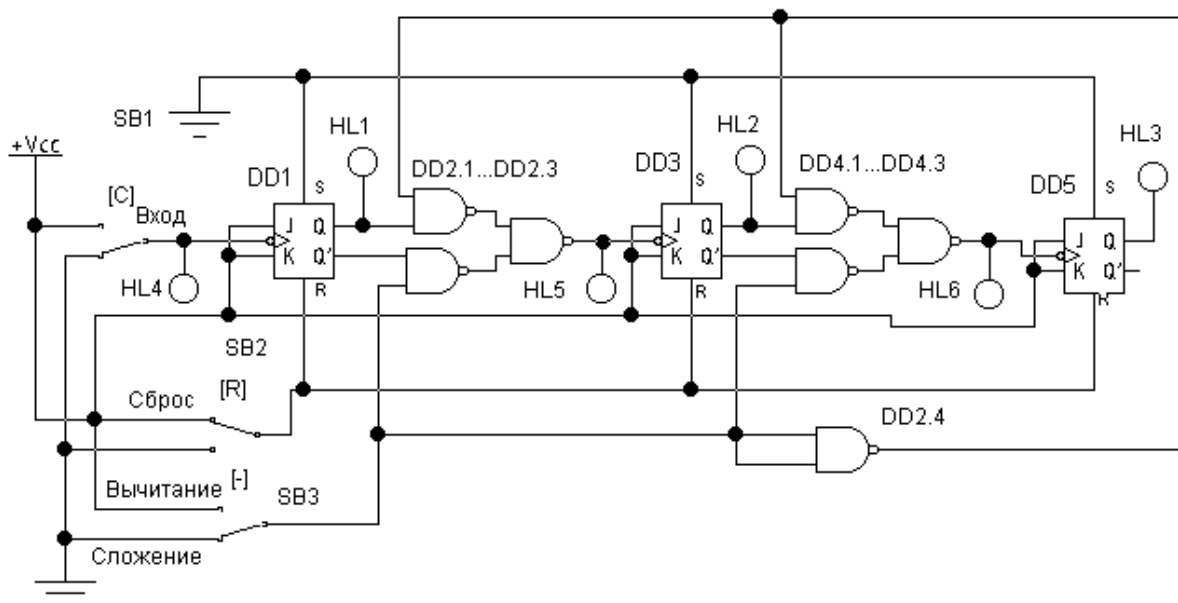 SB1
HL1
HL2
HL3
+Vcc
DD1
S
DD2.1...DD2.3
DD3
S
DD4.1...DD4.3
DD5
S
[C]
Вход
J Q
K Q'
R
J Q
K Q'
R
J Q
K Q'
R
HL4
HL5
HL6
SB2
Сброс
[R]
DD2.4
Вычитание
[-]
SB3
Сложение